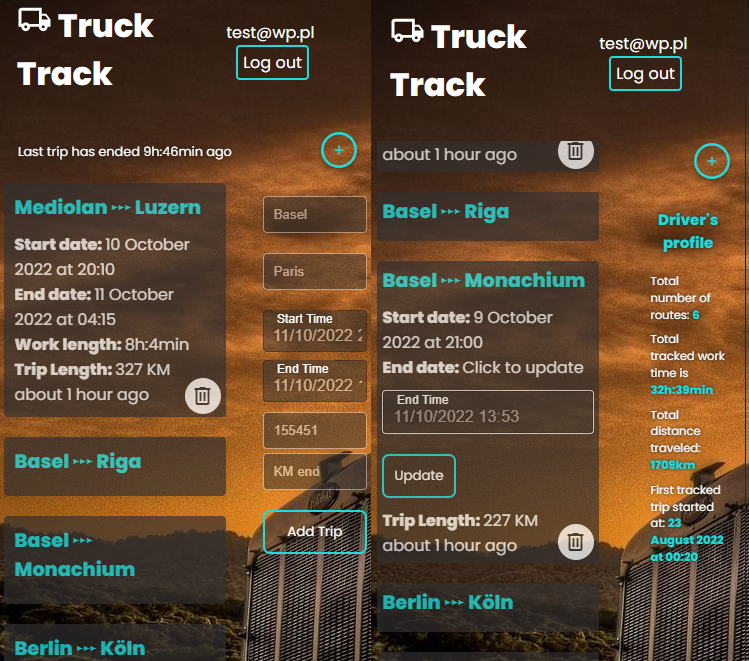 Truck
Track
test@wp.pl
Log out
Last trip has ended 9h:46min ago
+
Mediolan ▸▸▸ Luzern
Start date: 10 October
2022 at 20:10
End date: 11 October
2022 at 04:15
Work length: 8h:4min
Trip Length: 327 KM
about 1 hour ago
Basel ▸▸▸ Riga
Basel ▸▸▸
Monachium
Berlin ▸▸▸ Köln
Basel
Paris
Start Time
11/10/2022 2
End Time
11/10/2022 1
155451
KM end
Add Trip
Truck
Track
test@wp.pl
Log out
about 1 hour ago
+
Basel ▸▸▸ Riga
Basel ▸▸▸ Monachium
Start date: 9 October
2022 at 21:00
End date: Click to update
End Time
11/10/2022 13:53
Update
Trip Length: 227 KM
about 1 hour ago
Berlin ▸▸▸ Köln
Driver's
profile
Total
number of
routes: 6
Total
tracked work
time is
32h:39min
Total
distance
traveled:
1709km
First tracked
trip started
at: 23
August 2022
at 00:20